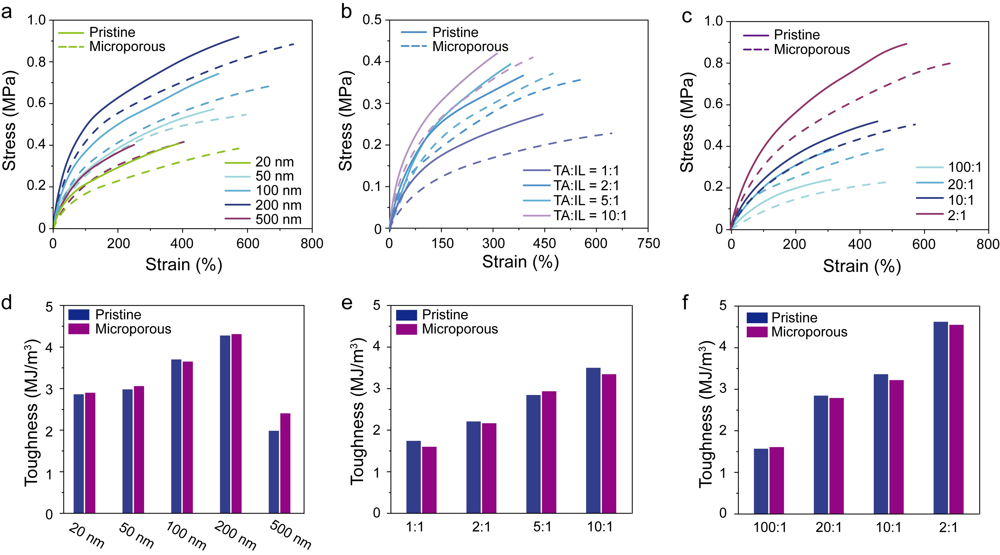 a
1.0
0.8
0.6
0.4
0.2
0
Stress (MPa)
Pristine
Microporous
20 nm
50 nm
100 nm
200 nm
500 nm
0 200 400 600 800
Strain (%)
b
0.5
0.4
0.3
0.2
0.1
0
Stress (MPa)
Pristine
Microporous
TA:IL = 1:1
TA:IL = 2:1
TA:IL = 5:1
TA:IL = 10:1
0 150 300 450 600 750
Strain (%)
c
1.0
0.8
0.6
0.4
0.2
0
Stress (MPa)
Pristine
Microporous
100:1
20:1
10:1
2:1
0 200 400 600 800
Strain (%)
d
5
4
3
2
1
0
Toughness (MJ/m³)
Pristine
Microporous
20 nm 50 nm 100 nm 200 nm 500 nm
e
5
4
3
2
1
0
Toughness (MJ/m³)
Pristine
Microporous
1:1 2:1 5:1 10:1
f
5
4
3
2
1
0
Toughness (MJ/m³)
Pristine
Microporous
100:1 20:1 10:1 2:1